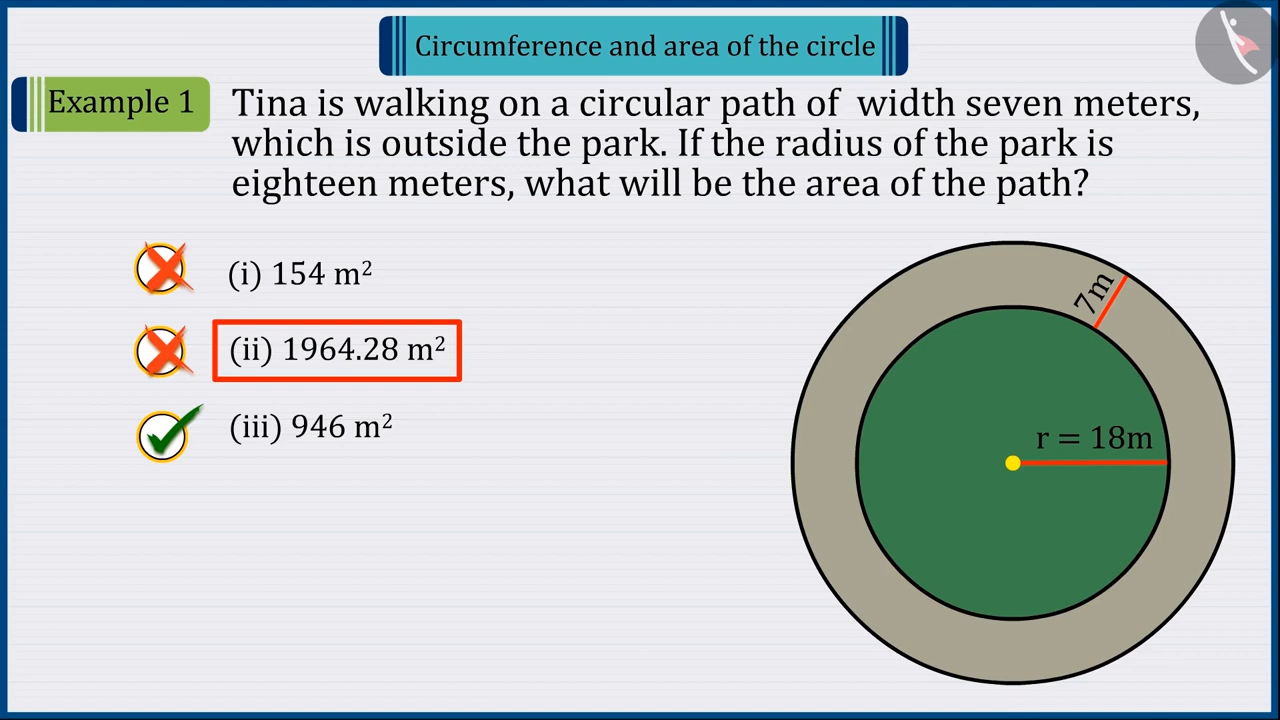 Circumference and area of the circle
Example 1
Tina is walking on a circular path of width seven meters,
which is outside the park. If the radius of the park is
eighteen meters, what will be the area of the path?
(i) 154 m²
(ii) 1964.28 m²
(iii) 946 m²
7m
r = 18m